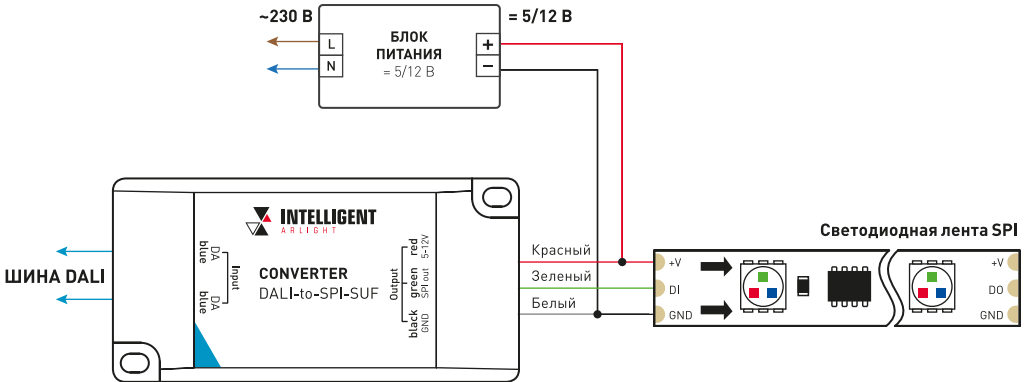 ~230 В
= 5/12 В
L
N
БЛОК
ПИТАНИЯ
= 5/12 В
+
−
INTELLIGENT
ARLIGHT
ШИНА DALI
DA
blue
DA
blue
Input
CONVERTER
DALI-to-SPI-SUF
Output
red
5-12V
green
SPI out
black
GND
Красный
Зеленый
Белый
Светодиодная лента SPI
+V
DI
GND
+V
DO
GND